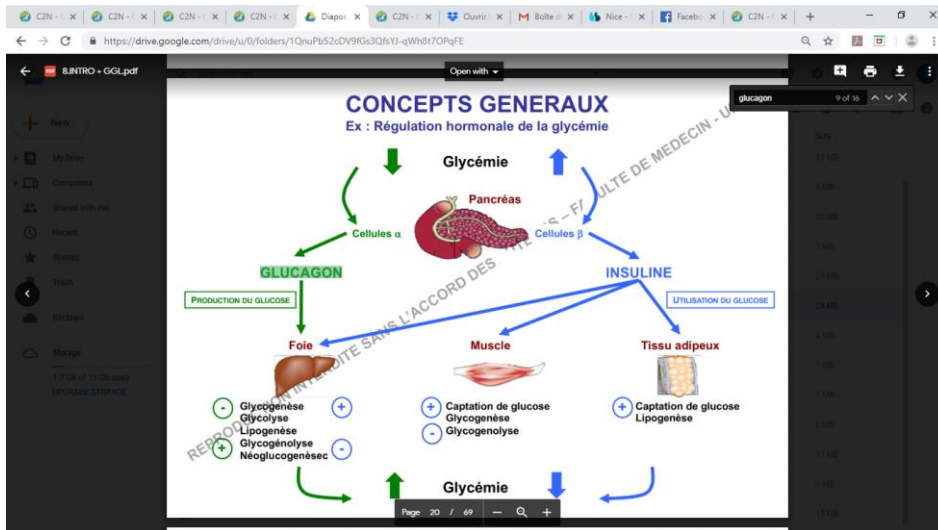 C2N - C
C2N - C
C2N - C
C2N - C
Diapos
C2N - C
Ouvrir
Boîte d
Nice -
Facebo
C2N - C
https://drive.google.com/drive/u/0/folders/1QnuPb52cDV9fGs3QfsYJ-qWh8t7OPqFE
8.INTRO + GGL.pdf
Open with
glucagon
9 of 16
New
My Drive
Computers
Shared with me
Recent
Starred
Trash
Backups
Storage
UPGRADE STORAGE
Size
CONCEPTS GENERAUX
Ex : Régulation hormonale de la glycémie
Glycémie
Pancréas
Cellules α
Cellules β
GLUCAGON
INSULINE
PRODUCTION DU GLUCOSE
UTILISATION DU GLUCOSE
Foie
Muscle
Tissu adipeux
- Glycogenèse +
Glycolyse
Lipogenèse
+ Glycogénolyse -
Néoglucogenèsec
+ Captation de glucose
Glycogenèse
- Glycogenolyse
+ Captation de glucose
Lipogenèse
Glycémie
REPRODUCTION INTERDITE SANS L'ACCORD DES
FACULTE DE MEDECIN - U
Page 20 / 69